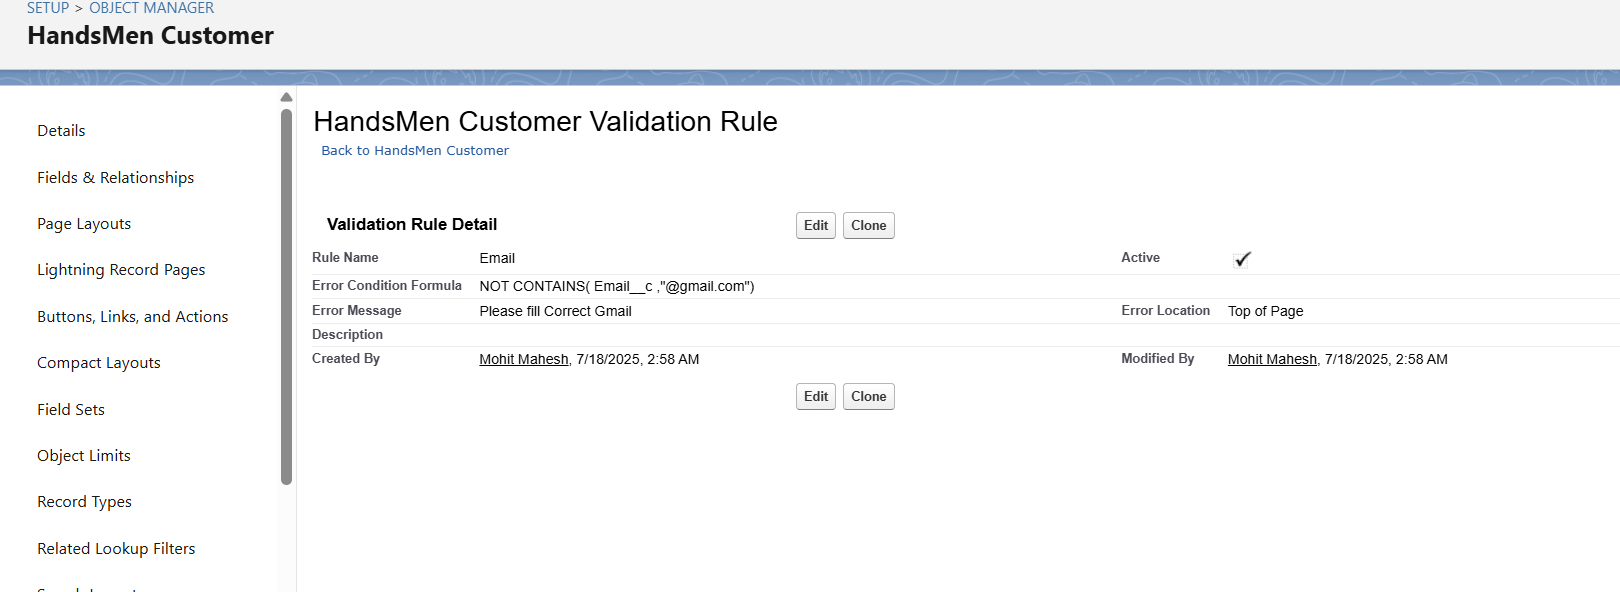 SETUP > OBJECT MANAGER
HandsMen Customer
Details
Fields & Relationships
Page Layouts
Lightning Record Pages
Buttons, Links, and Actions
Compact Layouts
Field Sets
Object Limits
Record Types
Related Lookup Filters
HandsMen Customer Validation Rule
Back to HandsMen Customer
Validation Rule Detail Edit Clone
Rule Name Email Active
Error Condition Formula NOT CONTAINS( Email__c ,"@gmail.com")
Error Message Please fill Correct Gmail Error Location Top of Page
Description
Created By Mohit Mahesh, 7/18/2025, 2:58 AM Modified By Mohit Mahesh, 7/18/2025, 2:58 AM
Edit Clone